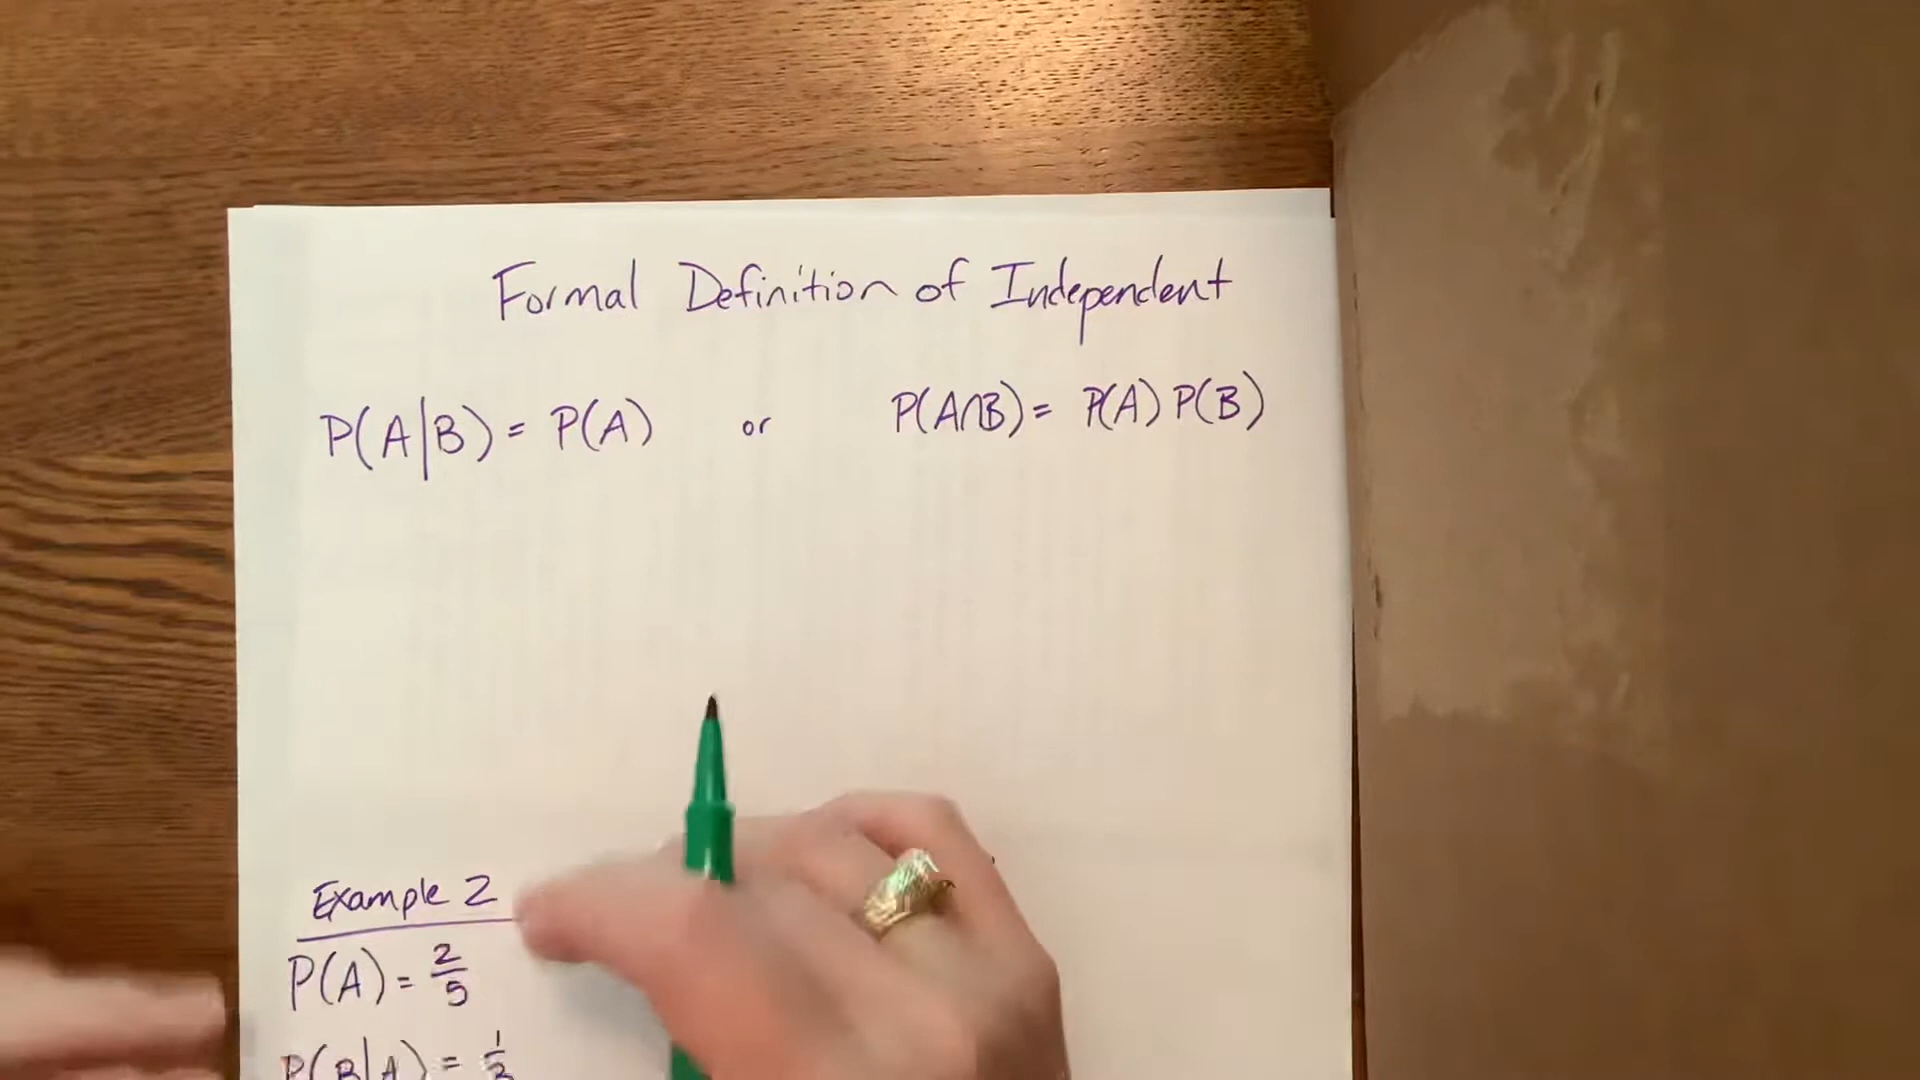 Formal Definition of Independent
P(A|B) = P(A) or P(A∩B) = P(A) P(B)
Example 2
P(A) = 2/5
P(B|A) =